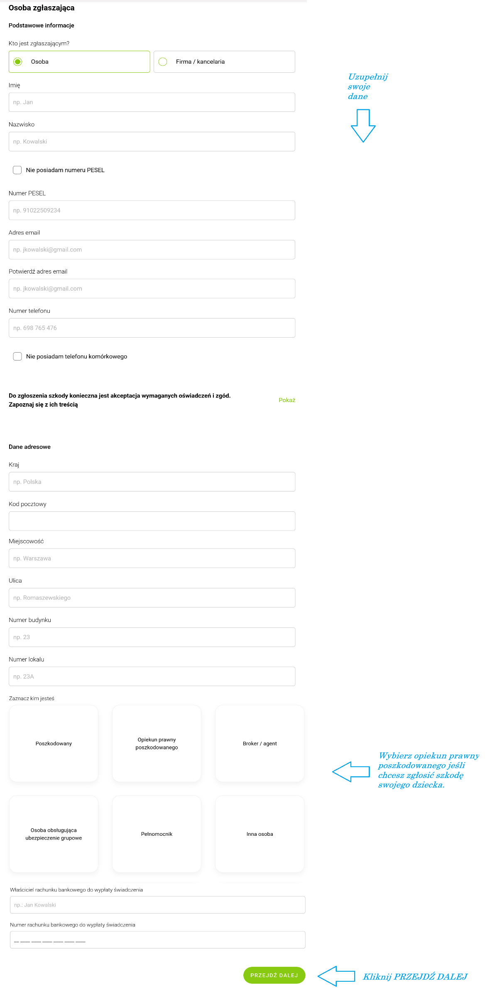 Osoba zgłaszająca
Podstawowe informacje
Kto jest zgłaszającym?
Osoba
Firma / kancelaria
Uzupełnij
swoje
dane
Imię
np. Jan
Nazwisko
np. Kowalski
Nie posiadam numeru PESEL
Numer PESEL
np. 91022509234
Adres email
np. jkowalski@gmail.com
Potwierdź adres email
np. jkowalski@gmail.com
Numer telefonu
np. 698 765 476
Nie posiadam telefonu komórkowego
Do zgłoszenia szkody konieczna jest akceptacja wymaganych oświadczeń i zgód.
Zapoznaj się z ich treścią
Pokaż
Dane adresowe
Kraj
np. Polska
Kod pocztowy
Miejscowość
np. Warszawa
Ulica
np. Romaszewskiego
Numer budynku
np. 23
Numer lokalu
np. 23A
Zaznacz kim jesteś
Poszkodowany
Opiekun prawny
poszkodowanego
Broker / agent
Wybierz opiekun prawny
poszkodowanego jeśli
chcesz zgłosić szkodę
swojego dziecka.
Osoba obsługująca
ubezpieczenie grupowe
Pełnomocnik
Inna osoba
Właściciel rachunku bankowego do wypłaty świadczenia
np.: Jan Kowalski
Numer rachunku bankowego do wypłaty świadczenia
__ ____ ____ ____ ____ ____ ____
PRZEJDŹ DALEJ
Kliknij PRZEJDŹ DALEJ